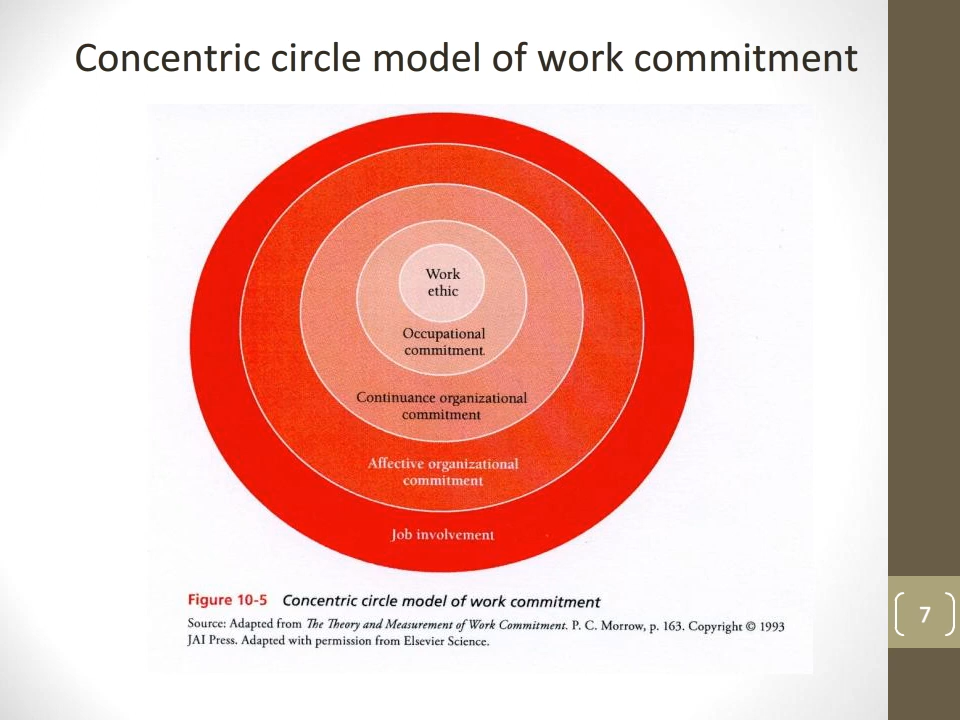 Concentric circle model of work commitment
Work
ethic
Occupational
commitment
Continuance organizational
commitment
Affective organizational
commitment
Job involvement
Figure 10-5 Concentric circle model of work commitment
Source: Adapted from The Theory and Measurement of Work Commitment. P. C. Morrow, p. 163. Copyright © 1993
JAI Press. Adapted with permission from Elsevier Science.
7